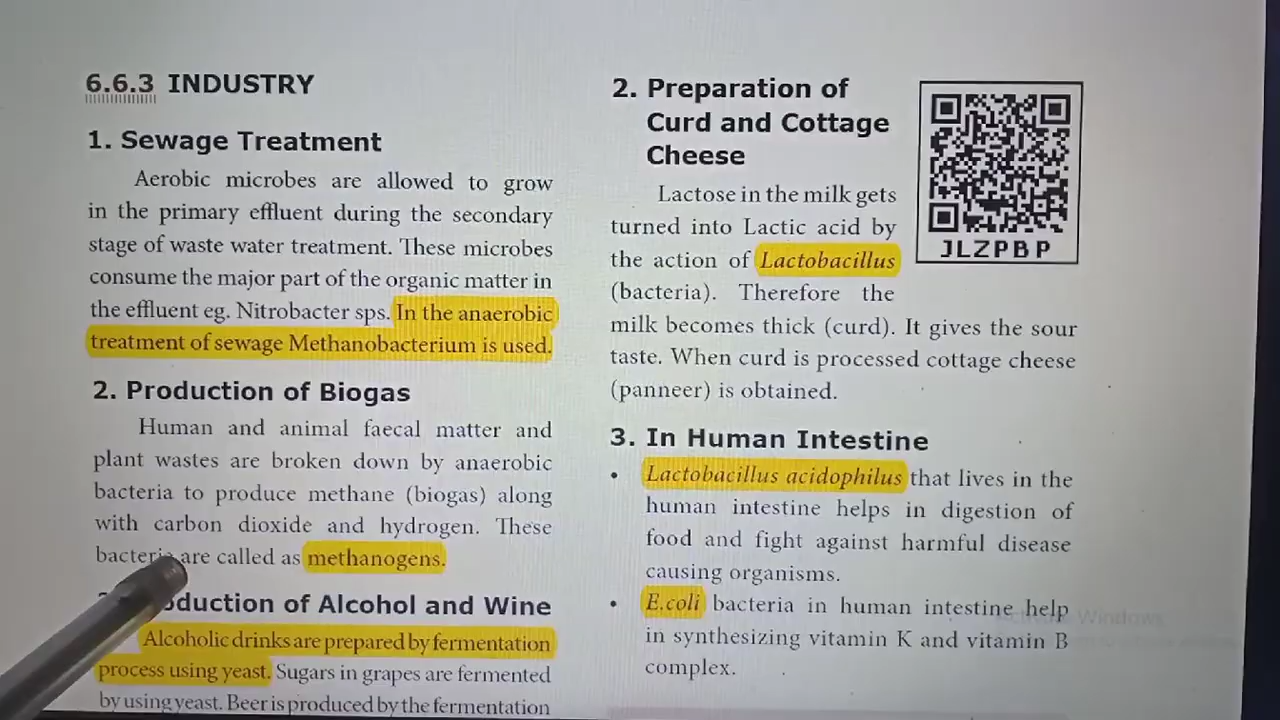 6.6.3 INDUSTRY
1. Sewage Treatment
Aerobic microbes are allowed to grow
in the primary effluent during the secondary
stage of waste water treatment. These microbes
consume the major part of the organic matter in
the effluent eg. Nitrobacter sps. In the anaerobic
treatment of sewage Methanobacterium is used.
2. Production of Biogas
Human and animal faecal matter and
plant wastes are broken down by anaerobic
bacteria to produce methane (biogas) along
with carbon dioxide and hydrogen. These
bacteria are called as methanogens.
oduction of Alcohol and Wine
Alcoholic drinks are prepared by fermentation
process using yeast. Sugars in grapes are fermented
by using yeast. Beer is produced by the fermentation
2. Preparation of
Curd and Cottage
Cheese
Lactose in the milk gets
turned into Lactic acid by
the action of Lactobacillus
(bacteria). Therefore the
milk becomes thick (curd). It gives the sour
taste. When curd is processed cottage cheese
(panneer) is obtained.
JLZPBP
3. In Human Intestine
• Lactobacillus acidophilus that lives in the
human intestine helps in digestion of
food and fight against harmful disease
causing organisms.
• E.coli bacteria in human intestine help
in synthesizing vitamin K and vitamin B
complex.
Activate Windows